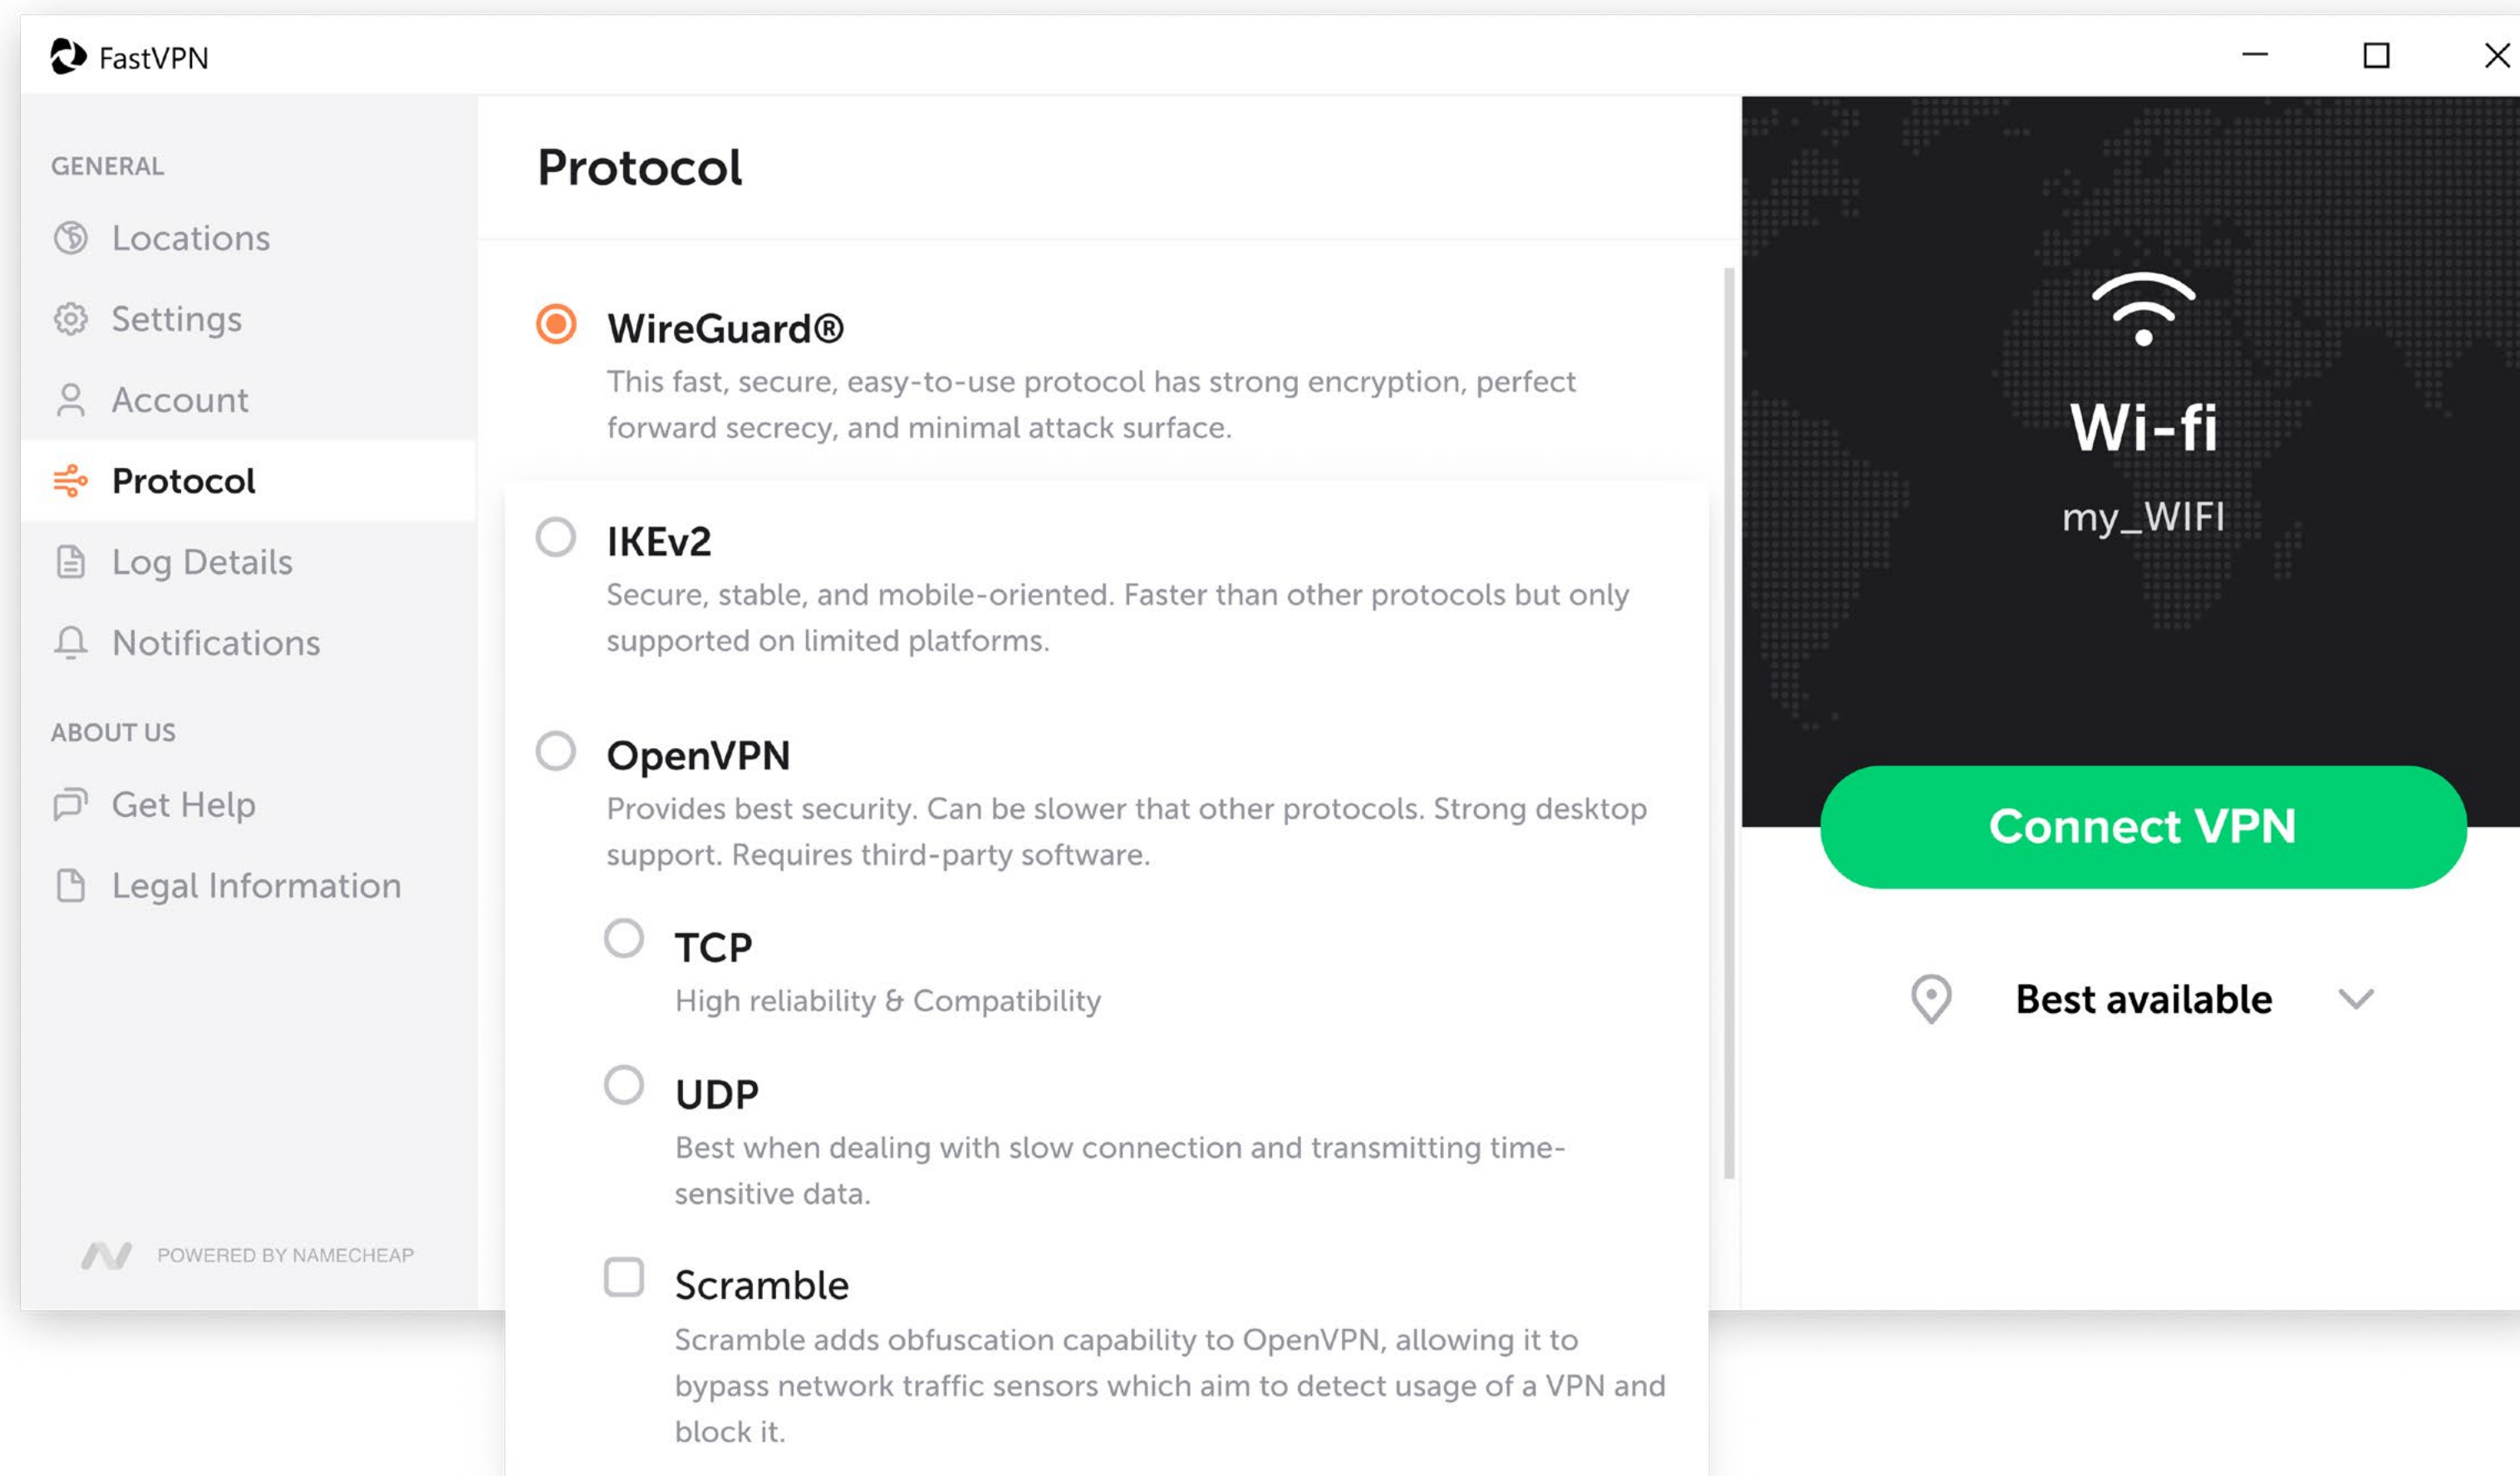 FastVPN
GENERAL
Locations
Settings
Account
Protocol
Log Details
Notifications
ABOUT US
Get Help
Legal Information
POWERED BY NAMECHEAP
Protocol
WireGuard®
This fast, secure, easy-to-use protocol has strong encryption, perfect
forward secrecy, and minimal attack surface.
IKEv2
Secure, stable, and mobile-oriented. Faster than other protocols but only
supported on limited platforms.
OpenVPN
Provides best security. Can be slower that other protocols. Strong desktop
support. Requires third-party software.
TCP
High reliability & Compatibility
UDP
Best when dealing with slow connection and transmitting time-
sensitive data.
Scramble
Scramble adds obfuscation capability to OpenVPN, allowing it to
bypass network traffic sensors which aim to detect usage of a VPN and
block it.
Wi-fi
my_WIFI
Connect VPN
Best available